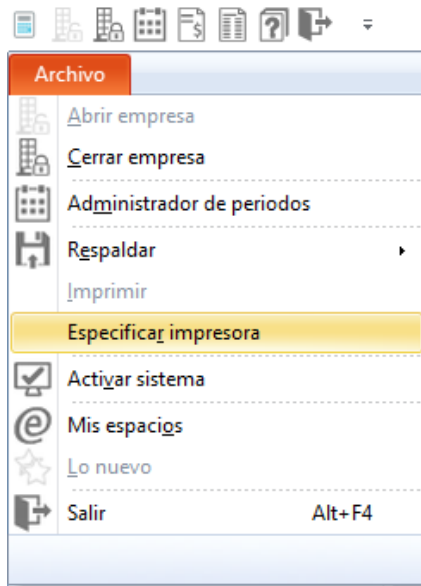 Archivo
Abrir empresa
Cerrar empresa
Administrador de periodos
Respaldar
Imprimir
Especificar impresora
Activar sistema
Mis espacios
Lo nuevo
Salir Alt+F4